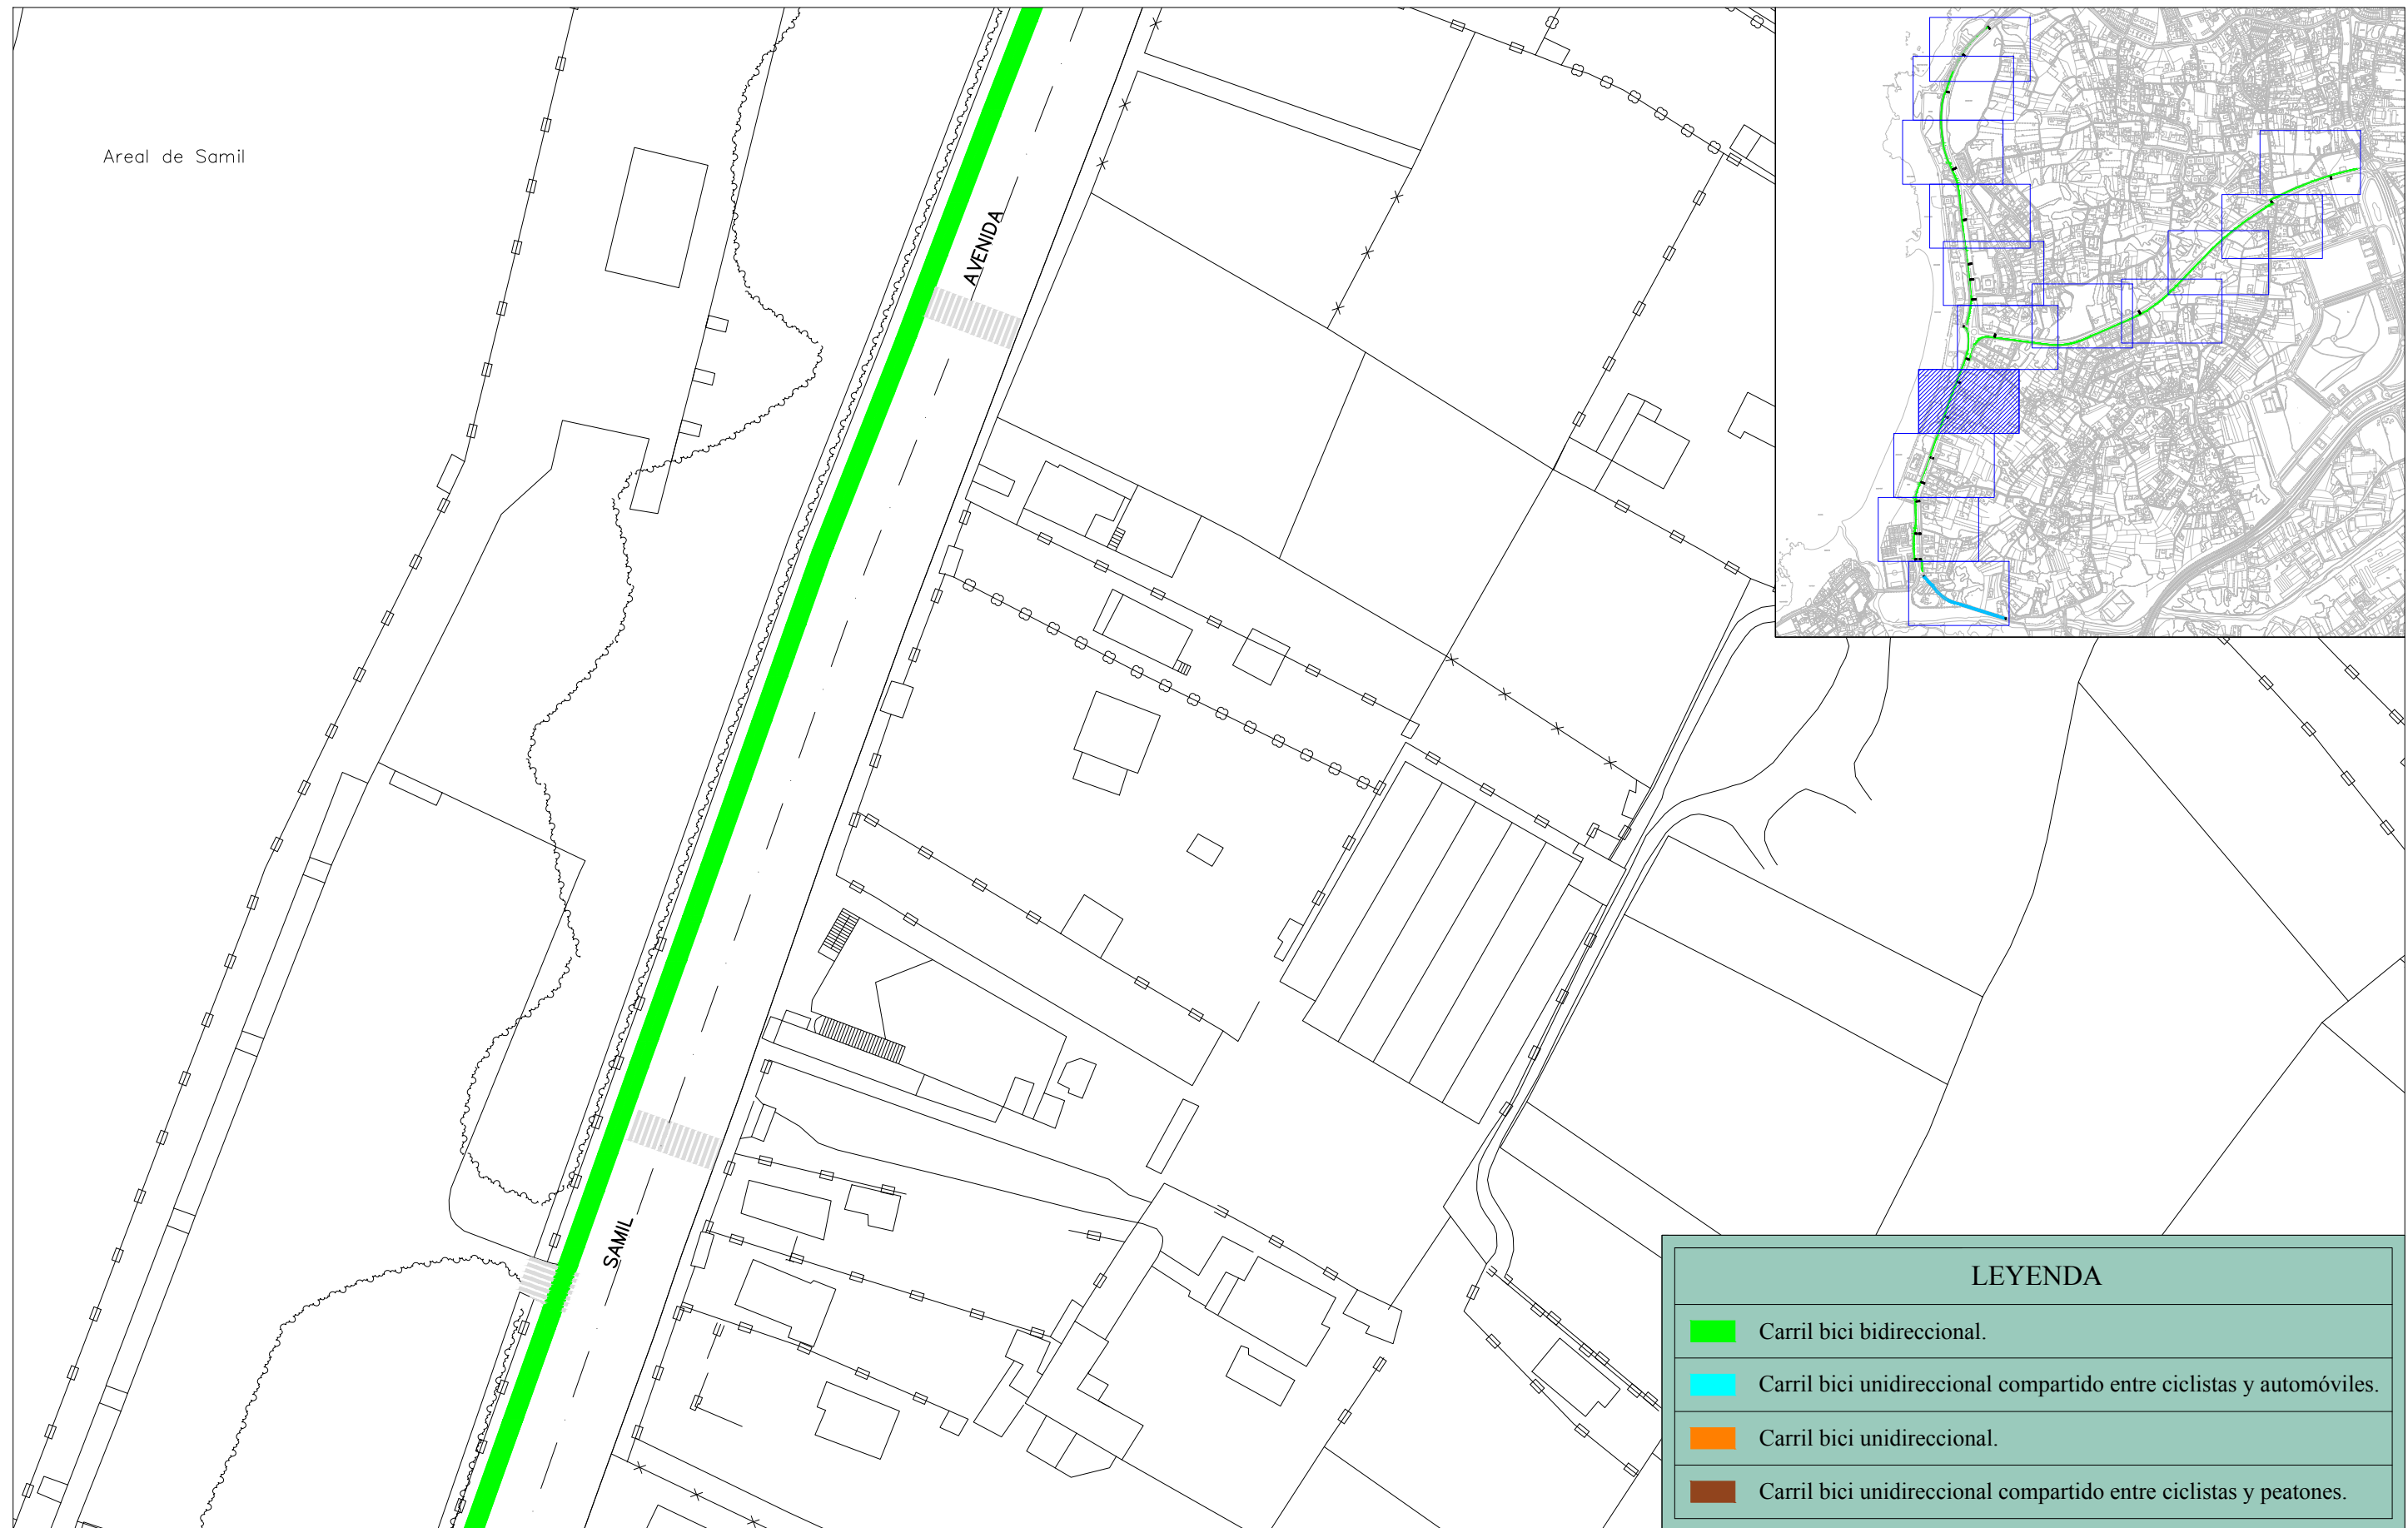 Areal de Samil
AVENIDA
SAMIL
LEYENDA
Carril bici bidireccional.
Carril bici unidireccional compartido entre ciclistas y automóviles.
Carril bici unidireccional.
Carril bici unidireccional compartido entre ciclistas y peatones.